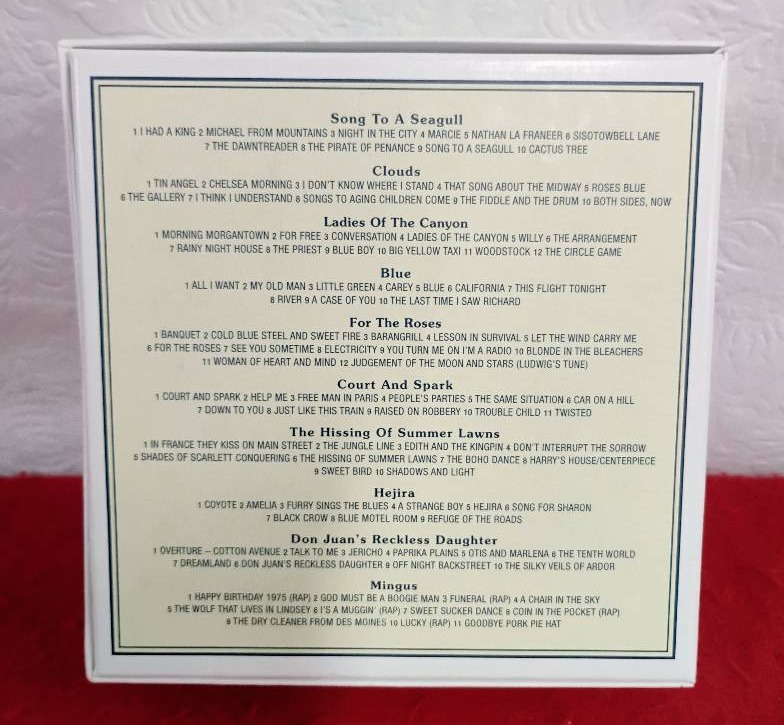 Song To A Seagull
1 I HAD A KING 2 MICHAEL FROM MOUNTAINS 3 NIGHT IN THE CITY 4 MARCIE 5 NATHAN LA FRANEER 6 SISOTOWBELL LANE
7 THE DAWNTREADER 8 THE PIRATE OF PENANCE 9 SONG TO A SEAGULL 10 CACTUS TREE
Clouds
1 TIN ANGEL 2 CHELSEA MORNING 3 I DON'T KNOW WHERE I STAND 4 THAT SONG ABOUT THE MIDWAY 5 ROSES BLUE
6 THE GALLERY 7 I THINK I UNDERSTAND 8 SONGS TO AGING CHILDREN COME 9 THE FIDDLE AND THE DRUM 10 BOTH SIDES, NOW
Ladies Of The Canyon
1 MORNING MORGANTOWN 2 FOR FREE 3 CONVERSATION 4 LADIES OF THE CANYON 5 WILLY 6 THE ARRANGEMENT
7 RAINY NIGHT HOUSE 8 THE PRIEST 9 BLUE BOY 10 BIG YELLOW TAXI 11 WOODSTOCK 12 THE CIRCLE GAME
Blue
1 ALL I WANT 2 MY OLD MAN 3 LITTLE GREEN 4 CAREY 5 BLUE 6 CALIFORNIA 7 THIS FLIGHT TONIGHT
8 RIVER 9 A CASE OF YOU 10 THE LAST TIME I SAW RICHARD
For The Roses
1 BANQUET 2 COLD BLUE STEEL AND SWEET FIRE 3 BARANGRILL 4 LESSON IN SURVIVAL 5 LET THE WIND CARRY ME
6 FOR THE ROSES 7 SEE YOU SOMETIME 8 ELECTRICITY 9 YOU TURN ME ON I'M A RADIO 10 BLONDE IN THE BLEACHERS
11 WOMAN OF HEART AND MIND 12 JUDGEMENT OF THE MOON AND STARS (LUDWIG'S TUNE)
Court And Spark
1 COURT AND SPARK 2 HELP ME 3 FREE MAN IN PARIS 4 PEOPLE'S PARTIES 5 THE SAME SITUATION 6 CAR ON A HILL
7 DOWN TO YOU 8 JUST LIKE THIS TRAIN 9 RAISED ON ROBBERY 10 TROUBLE CHILD 11 TWISTED
The Hissing Of Summer Lawns
1 IN FRANCE THEY KISS ON MAIN STREET 2 THE JUNGLE LINE 3 EDITH AND THE KINGPIN 4 DON'T INTERRUPT THE SORROW
5 SHADES OF SCARLETT CONQUERING 6 THE HISSING OF SUMMER LAWNS 7 THE BOHO DANCE 8 HARRY'S HOUSE/CENTERPIECE
9 SWEET BIRD 10 SHADOWS AND LIGHT
Hejira
1 COYOTE 2 AMELIA 3 FURRY SINGS THE BLUES 4 A STRANGE BOY 5 HEJIRA 6 SONG FOR SHARON
7 BLACK CROW 8 BLUE MOTEL ROOM 9 REFUGE OF THE ROADS
Don Juan's Reckless Daughter
1 OVERTURE – COTTON AVENUE 2 TALK TO ME 3 JERICHO 4 PAPRIKA PLAINS 5 OTIS AND MARLENA 6 THE TENTH WORLD
7 DREAMLAND 8 DON JUAN'S RECKLESS DAUGHTER 9 OFF NIGHT BACKSTREET 10 THE SILKY VEILS OF ARDOR
Mingus
1 HAPPY BIRTHDAY 1975 (RAP) 2 GOD MUST BE A BOOGIE MAN 3 FUNERAL (RAP) 4 A CHAIR IN THE SKY
5 THE WOLF THAT LIVES IN LINDSEY 6 I'S A MUGGIN' (RAP) 7 SWEET SUCKER DANCE 8 COIN IN THE POCKET (RAP)
9 THE DRY CLEANER FROM DES MOINES 10 LUCKY (RAP) 11 GOODBYE PORK PIE HAT